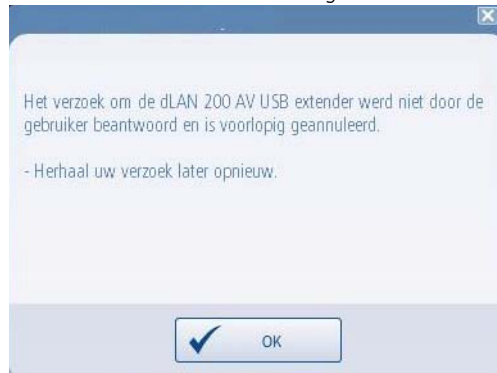 Het verzoek om de dLAN 200 AV USB extender werd niet door de
gebruiker beantwoord en is voorlopig geannuleerd.
- Herhaal uw verzoek later opnieuw.
OK